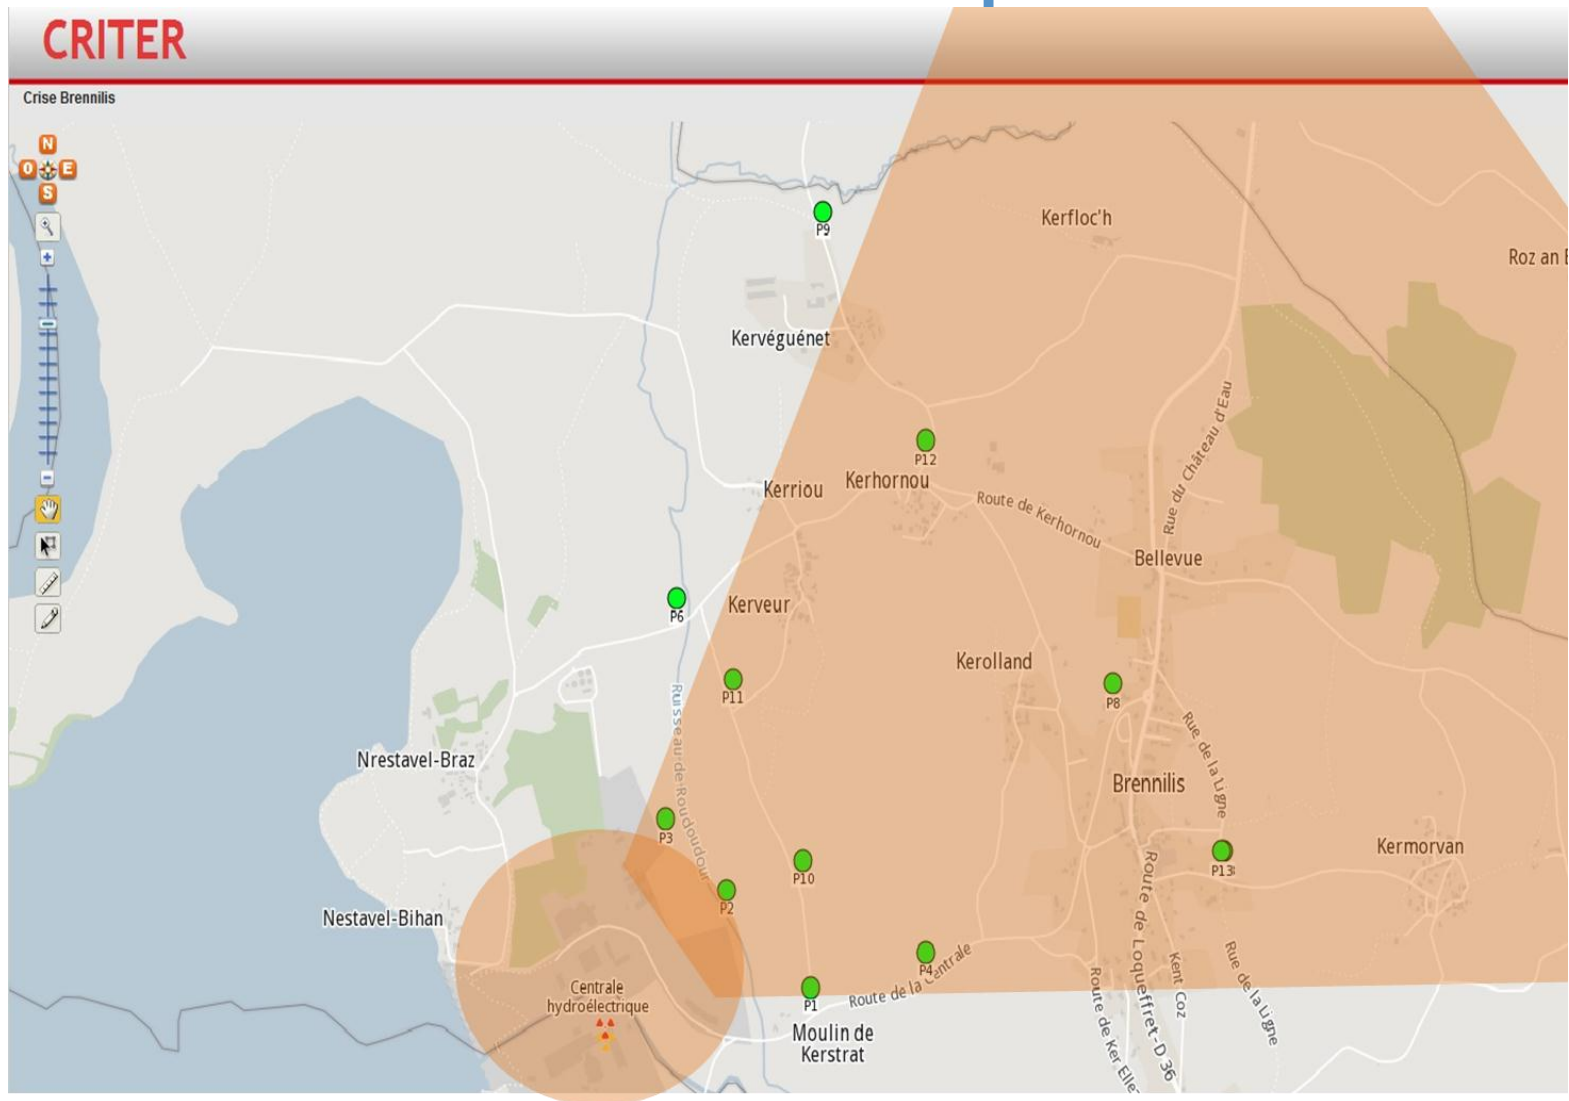 CRITER
Crise Brennilis
N
O
E
S
P9
Kerfloc'h
Roz an
Kervéguénet
Rue du Château d'Eau
P12
Kerriou
Kerhornou
Route de Kerhornou
Bellevue
P6
Kerveur
Kerolland
P11
P8
Ruisseau-de-Roudoudour
Rue de la Ligne
Nrestavel-Braz
Brennilis
P3
Kermorvan
P10
P13
P2
Nestavel-Bihan
Route de Loqueffret-D 36
P4
Route de la Centrale
Kent Coz
Rue de la Ligne
Centrale
hydroélectrique
P1
Route de Ker Elle
Moulin de
Kerstrat